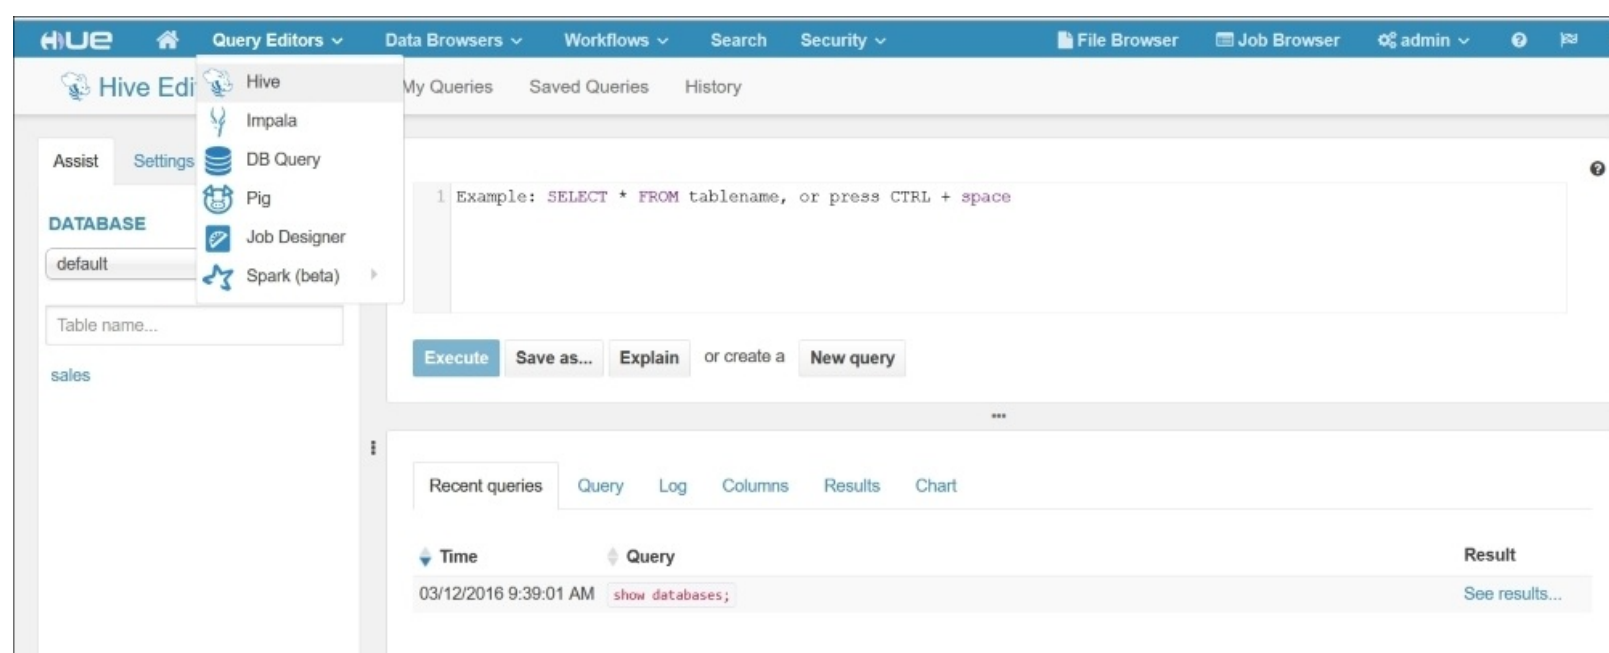 HUE Query Editors Data Browsers Workflows Search Security File Browser Job Browser admin
Hive Edi My Queries Saved Queries History
Hive
Impala
DB Query
Pig
Job Designer
Spark (beta)
Assist Settings
DATABASE
default
Table name...
sales
1 Example: SELECT * FROM tablename, or press CTRL + space
Execute Save as... Explain or create a New query
Recent queries Query Log Columns Results Chart
Time Query Result
03/12/2016 9:39:01 AM show databases; See results...